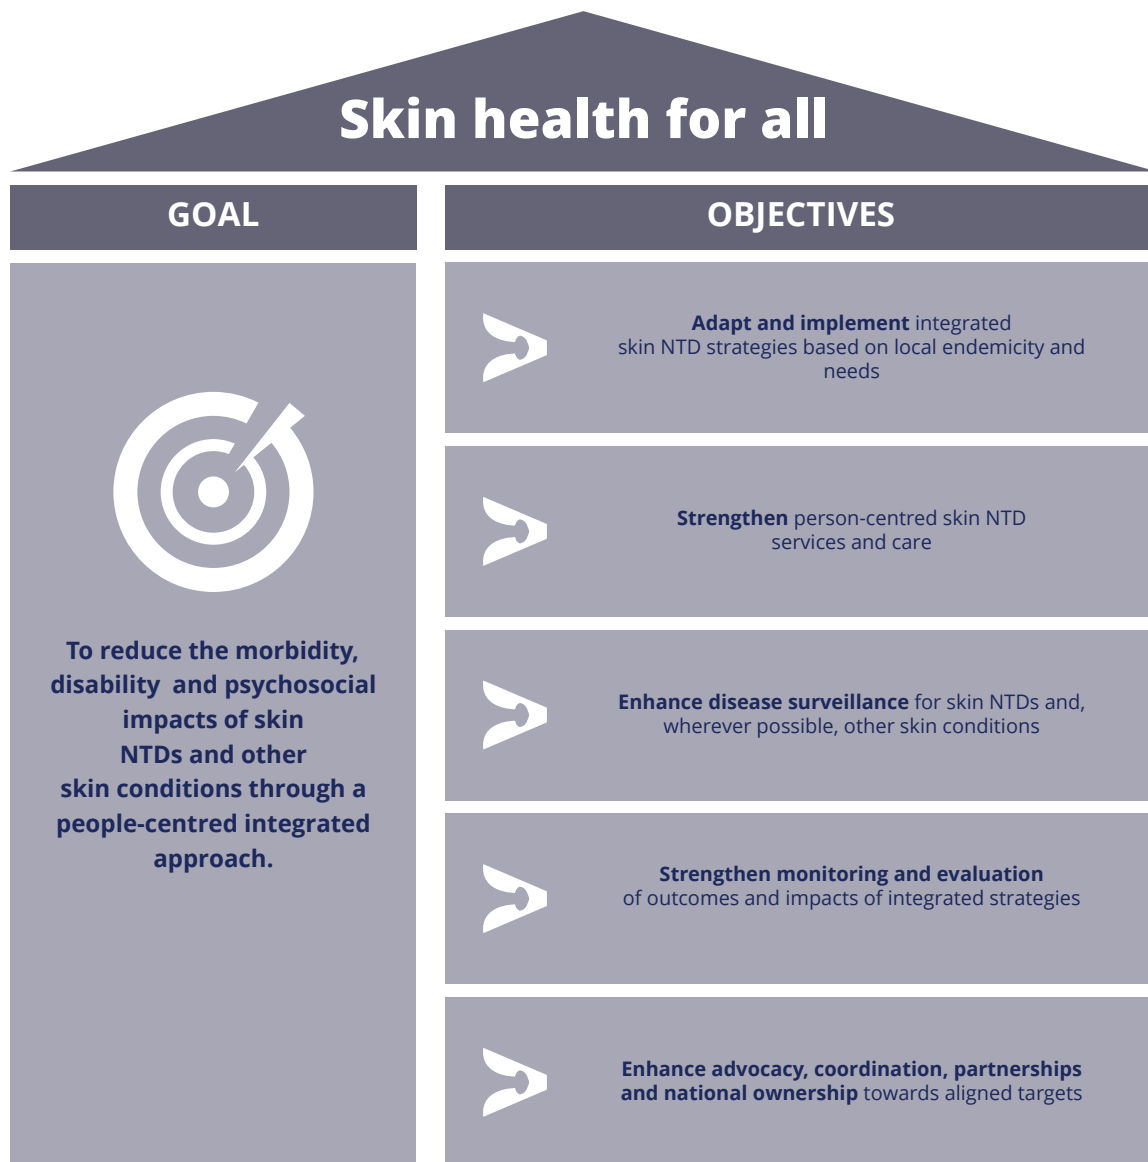 Skin health for all
GOAL
To reduce the morbidity,
disability  and psychosocial
impacts of skin
NTDs and other
skin conditions through a
people-centred integrated
approach.
OBJECTIVES
Adapt and implement integrated
skin NTD strategies based on local endemicity and
needs
Strengthen person-centred skin NTD
services and care
Enhance disease surveillance for skin NTDs and,
wherever possible, other skin conditions
Strengthen monitoring and evaluation
of outcomes and impacts of integrated strategies
Enhance advocacy, coordination, partnerships
and national ownership towards aligned targets